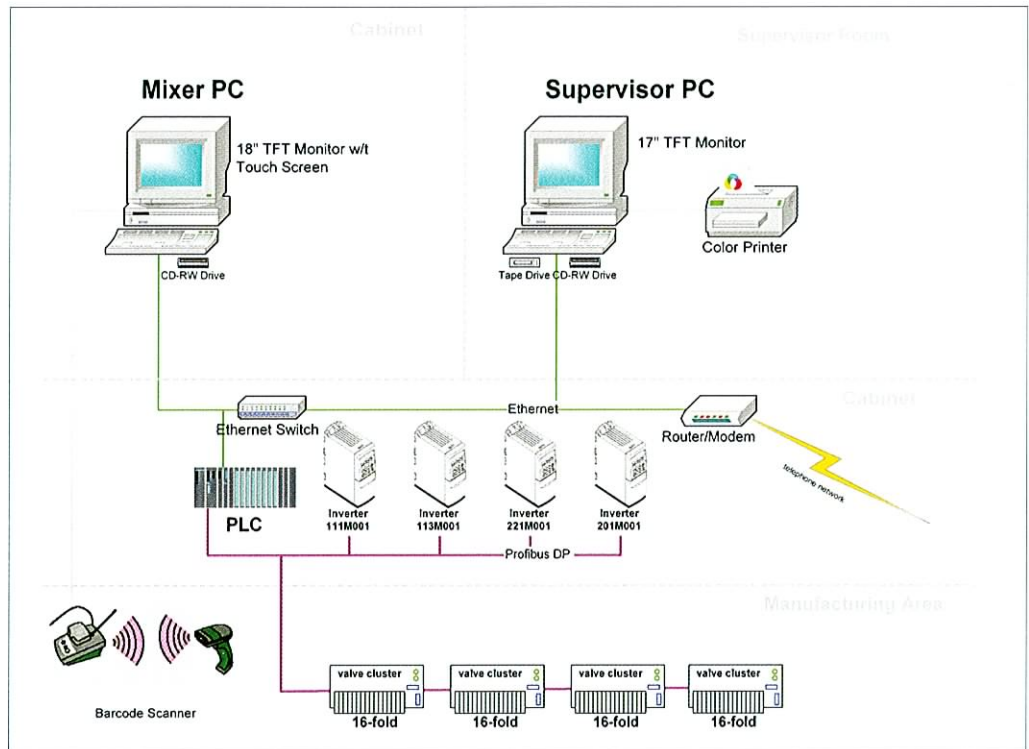 Cabinet
Supervisor Room
Mixer PC
18" TFT Monitor w/t
Touch Screen
CD-RW Drive
Supervisor PC
17" TFT Monitor
Color Printer
Tape Drive
CD-RW Drive
Cabinet
Ethernet
Ethernet Switch
Router/Modem
telephone network
PLC
Inverter
111M001
Inverter
113M001
Inverter
221M001
Inverter
201M001
Profibus DP
Manufacturing Area
Barcode Scanner
valve cluster
16-fold
valve cluster
16-fold
valve cluster
16-fold
valve cluster
16-fold